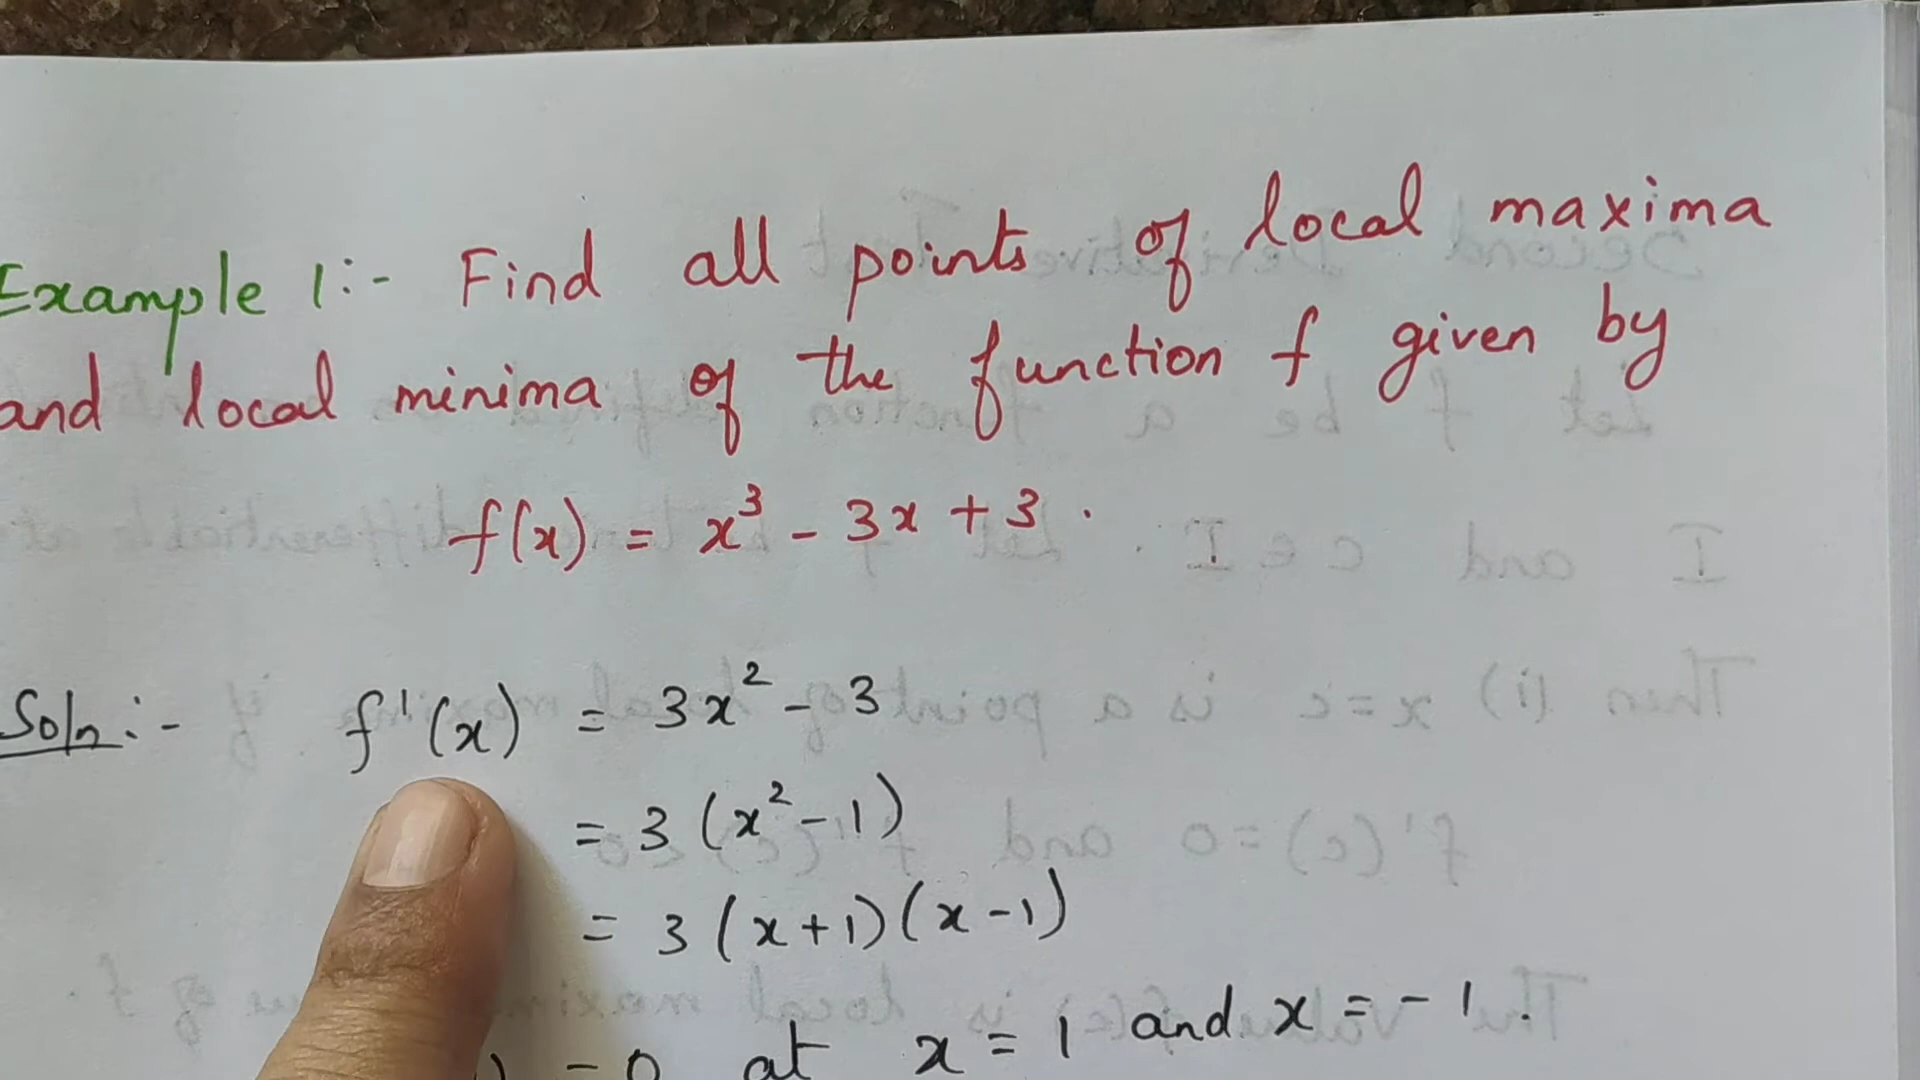 Example 1:- Find all points of local maxima
and local minima of the function f given by
f(x) = x³ - 3x + 3.
Soln:- f'(x) = 3x² - 3
= 3(x² - 1)
= 3(x+1)(x-1)
= 0 at x = 1 and x = -1.